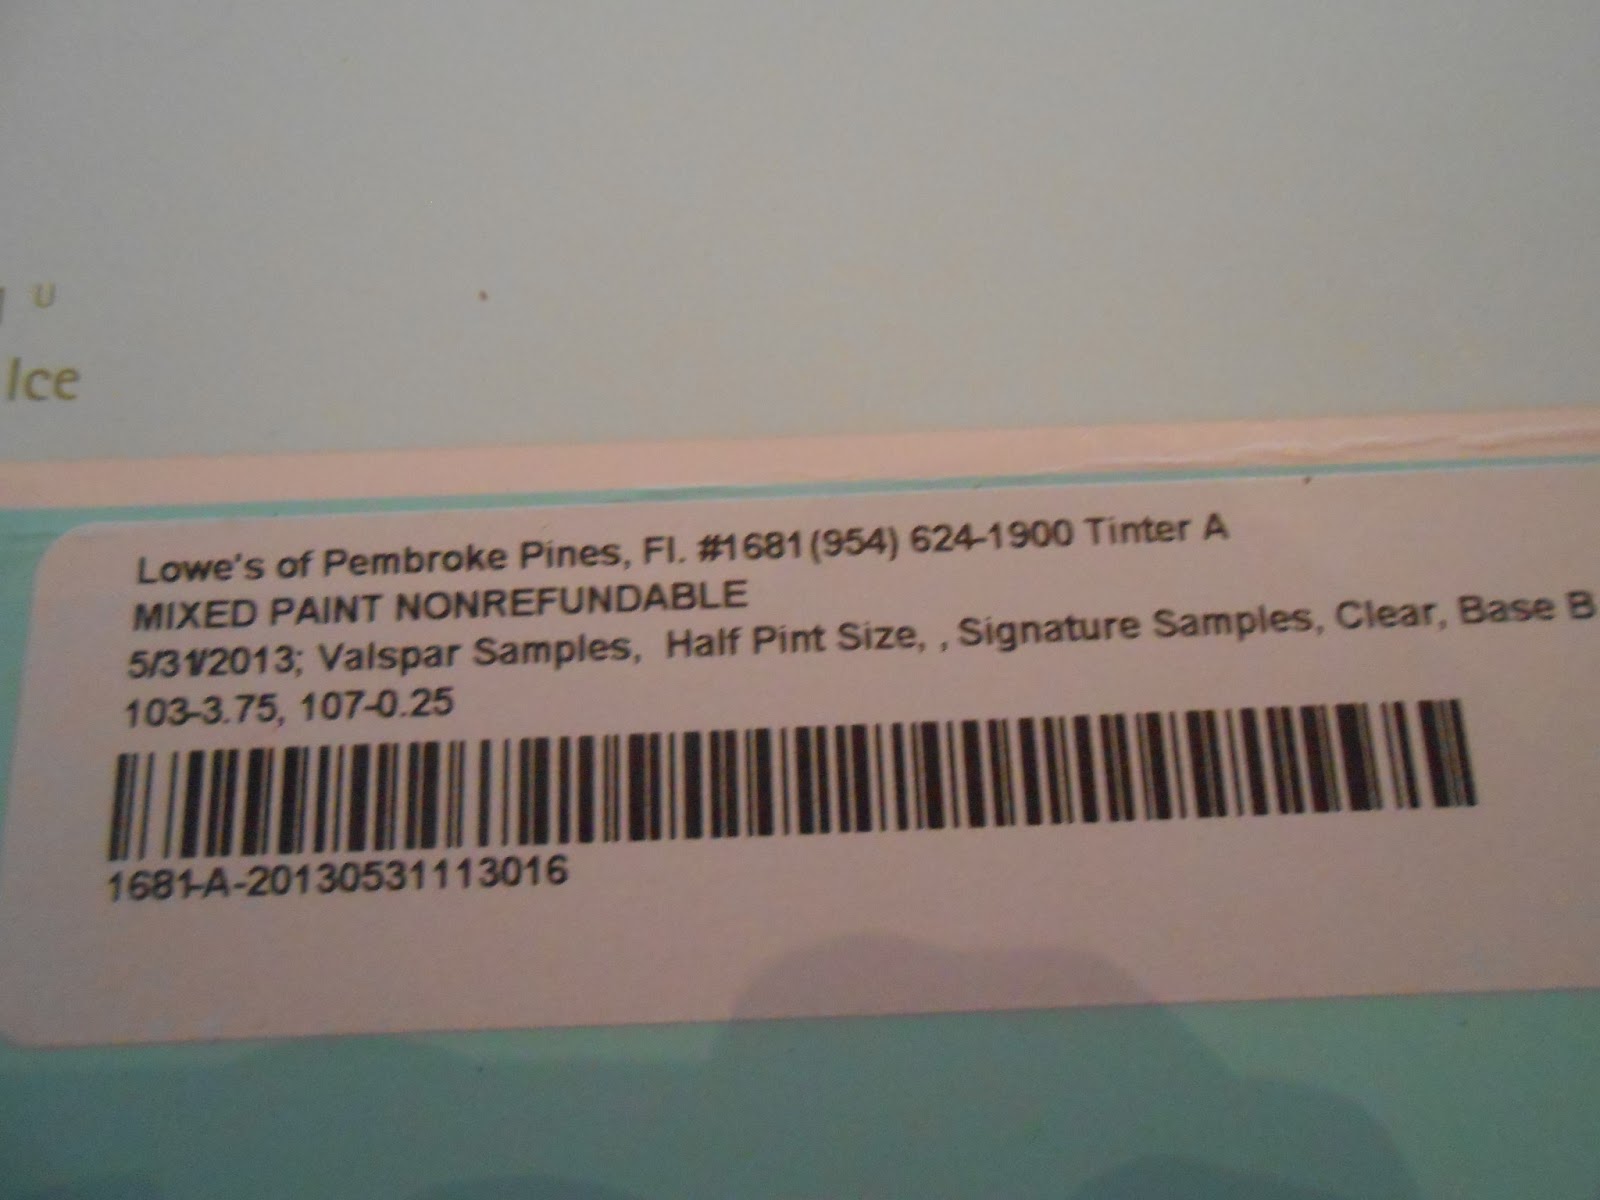 U
Ice
Lowe's of Pembroke Pines, Fl. #1681(954) 624-1900 Tinter A
MIXED PAINT NONREFUNDABLE
5/31/2013; Valspar Samples, Half Pint Size, , Signature Samples, Clear, Base B
103-3.75, 107-0.25
1681-A-20130531113016